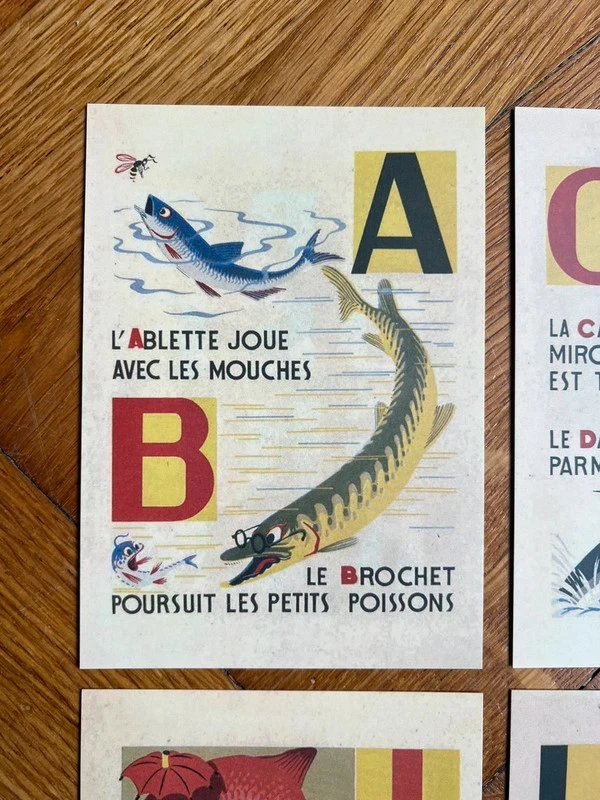 A
L'ABLETTE JOUE
AVEC LES MOUCHES
B
LE BROCHET
POURSUIT LES PETITS POISSONS
LA
MIRO
EST
LE
PARM